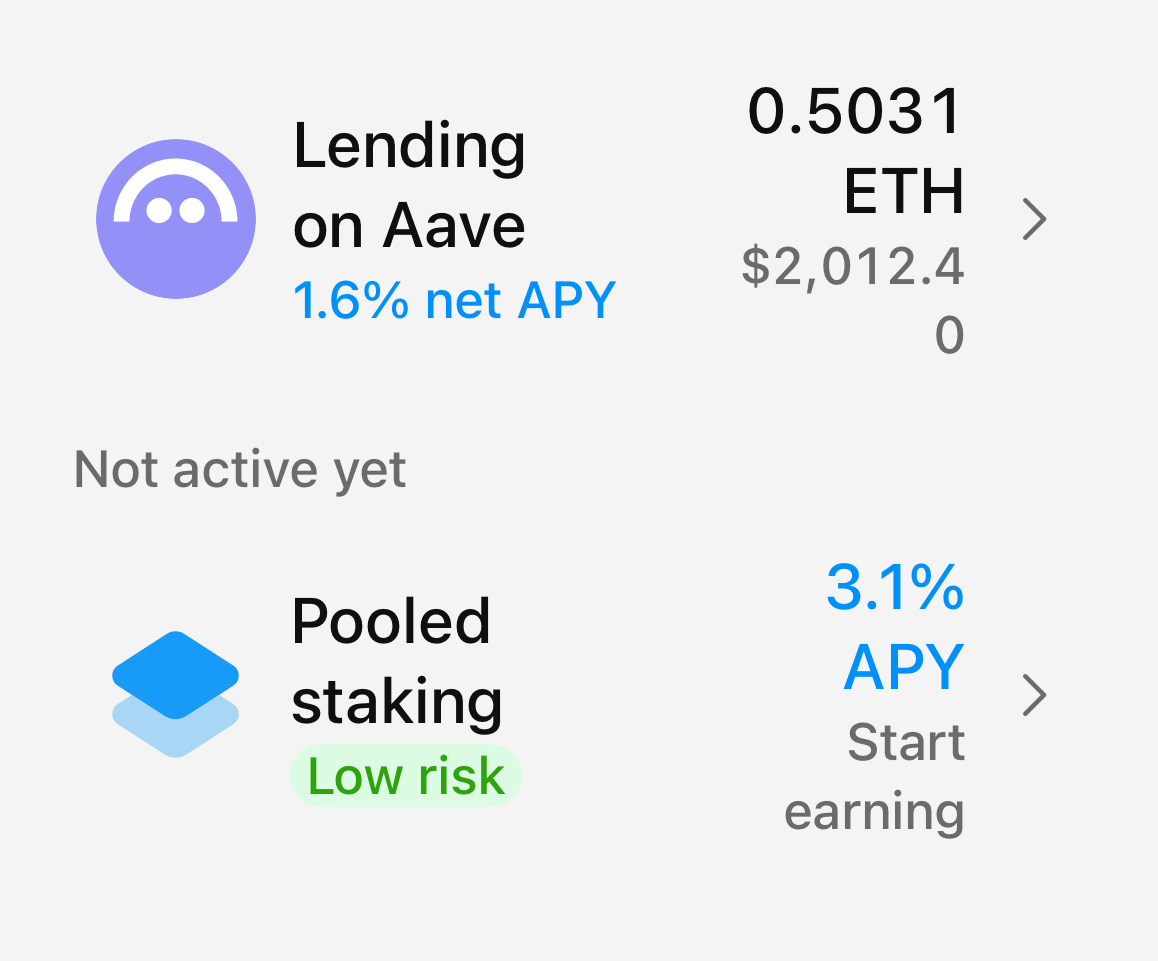 Lending
on Aave
1.6% net APY
0.5031
ETH
$2,012.4
0
Not active yet
Pooled
staking
Low risk
3.1%
APY
Start
earning